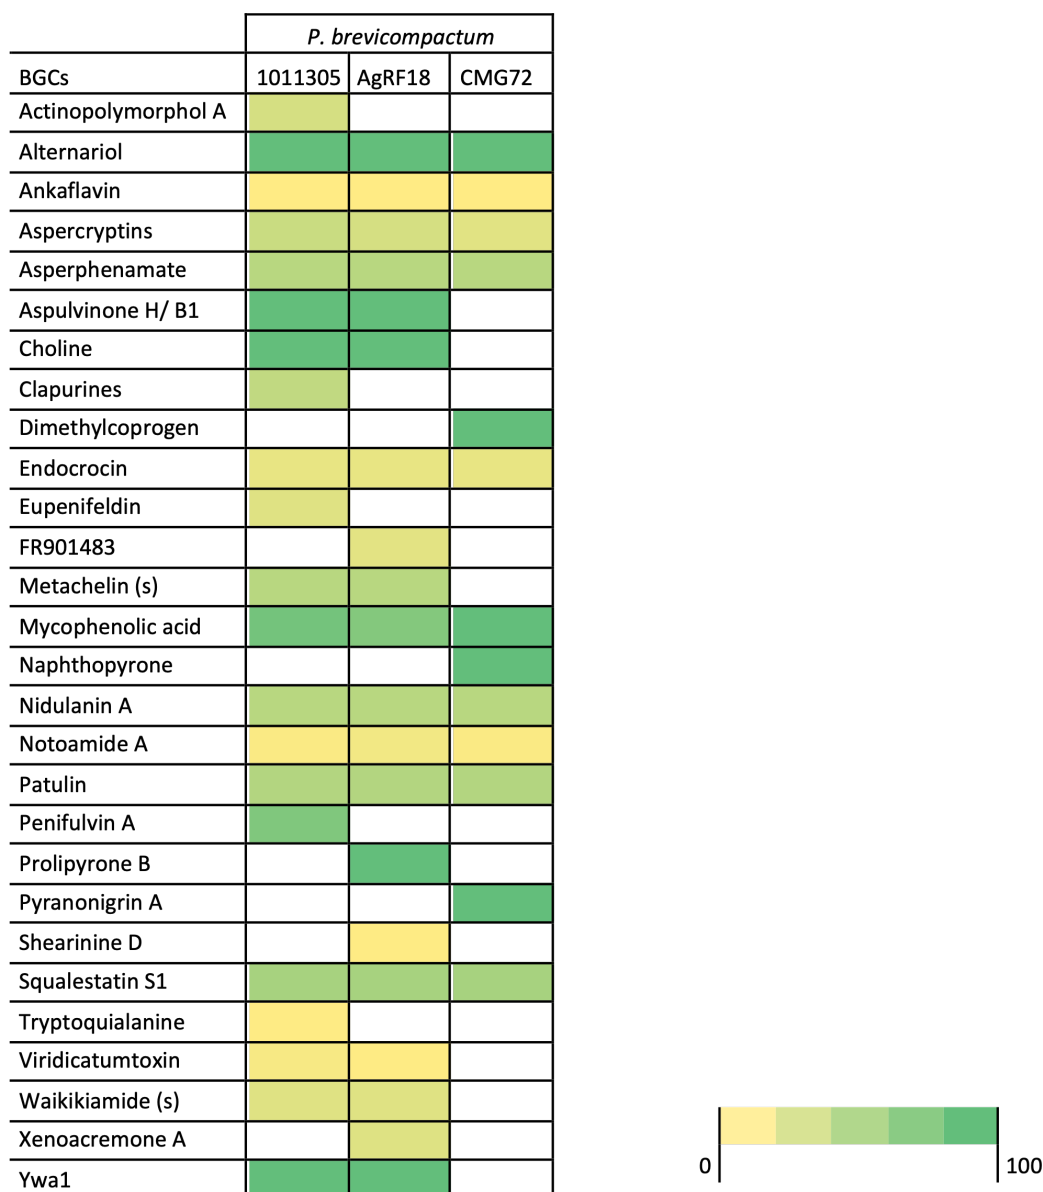 P. brevicompactum
BGCs 1011305 AgRF18 CMG72
Actinopolymorphol A
Alternariol
Ankaflavin
Aspercryptins
Asperphenamate
Aspulvinone H/ B1
Choline
Clapurines
Dimethylcoprogen
Endocrocin
Eupenifeldin
FR901483
Metachelin (s)
Mycophenolic acid
Naphthopyrone
Nidulanin A
Notoamide A
Patulin
Penifulvin A
Prolipyrone B
Pyranonigrin A
Shearinine D
Squalestatin S1
Tryptoquialanine
Viridicatumtoxin
Waikikiamide (s)
Xenoacremone A
Ywa1
0 100